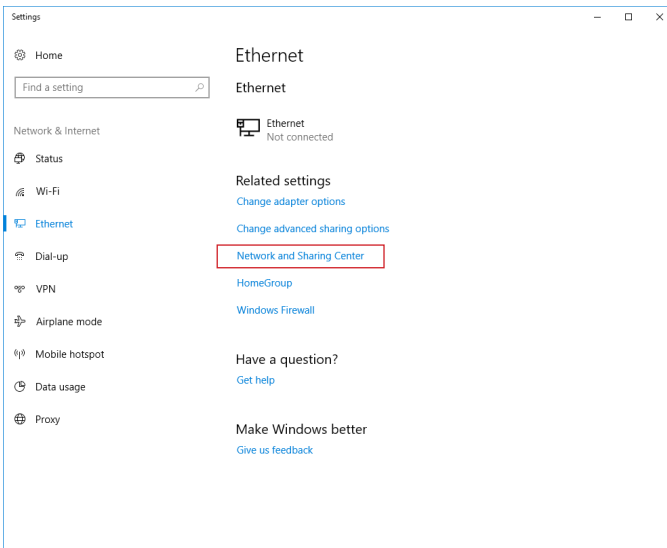 Settings
Home
Find a setting
Network & Internet
Status
Wi-Fi
Ethernet
Dial-up
VPN
Airplane mode
Mobile hotspot
Data usage
Proxy
Ethernet
Ethernet
Ethernet
Not connected
Related settings
Change adapter options
Change advanced sharing options
Network and Sharing Center
HomeGroup
Windows Firewall
Have a question?
Get help
Make Windows better
Give us feedback